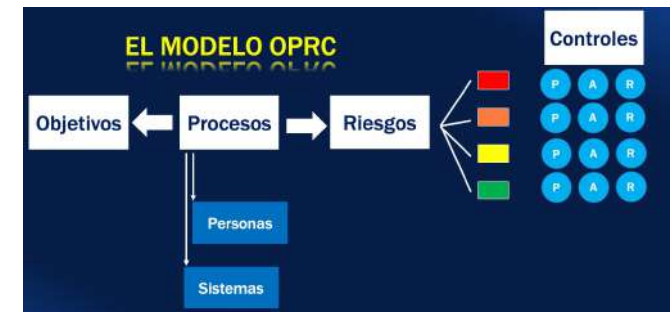 EL MODELO OPRC
Controles
Objetivos
Procesos
Riesgos
P A R
P A R
P A R
P A R
Personas
Sistemas